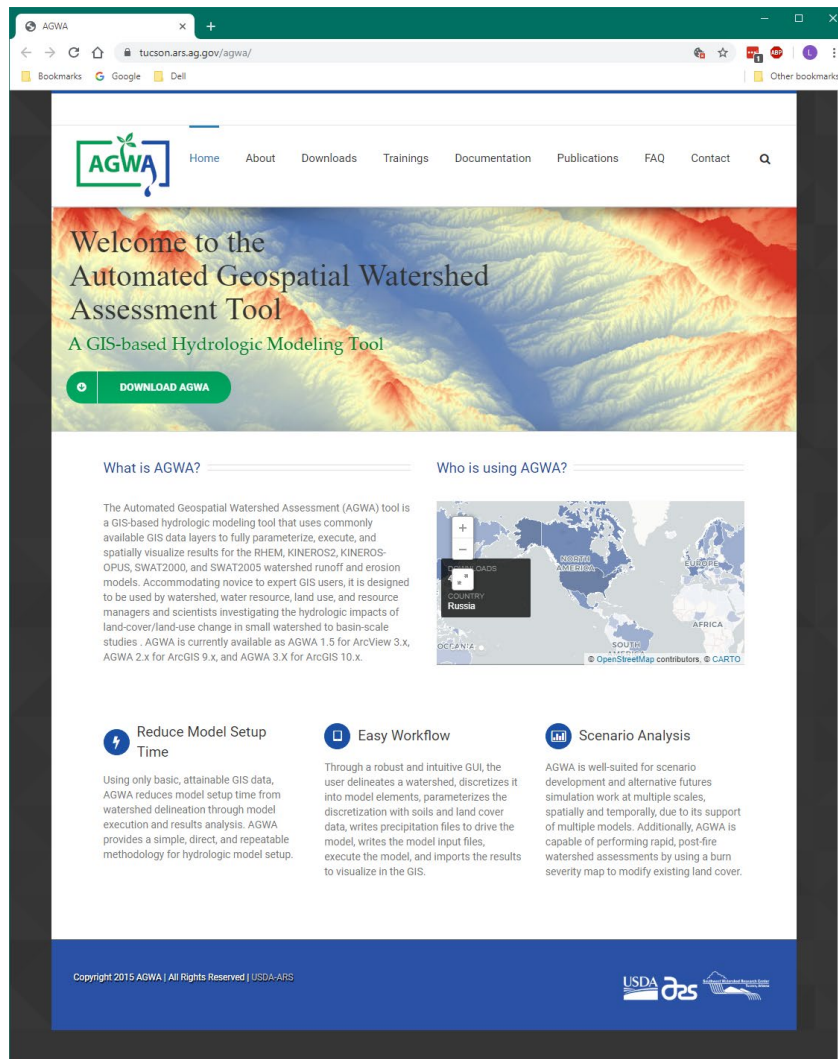 AGWA
tucson.ars.ag.gov/agwa/
1
ABP
L
Bookmarks
Google
Dell
Other bookmarks
AGWA
Home
About
Downloads
Trainings
Documentation
Publications
FAQ
Contact
Welcome to the
Automated Geospatial Watershed
Assessment Tool
A GIS-based Hydrologic Modeling Tool
DOWNLOAD AGWA
What is AGWA?
The Automated Geospatial Watershed Assessment (AGWA) tool is
a GIS-based hydrologic modeling tool that uses commonly
available GIS data layers to fully parameterize, execute, and
spatially visualize results for the RHEM, KINEROS2, KINEROS-
OPUS, SWAT2000, and SWAT2005 watershed runoff and erosion
models. Accommodating novice to expert GIS users, it is designed
to be used by watershed, water resource, land use, and resource
managers and scientists investigating the hydrologic impacts of
land-cover/land-use change in small watershed to basin-scale
studies . AGWA is currently available as AGWA 1.5 for ArcView 3.x,
AGWA 2.x for ArcGIS 9.x, and AGWA 3.X for ArcGIS 10.x.
Who is using AGWA?
+
−
DOWNLOADS
COUNTRY
Russia
NORTH
AMERICA
EUROPE
AFRICA
OCEANIA
SOUTH
AMERICA
© OpenStreetMap contributors, © CARTO
Reduce Model Setup
Time
Using only basic, attainable GIS data,
AGWA reduces model setup time from
watershed delineation through model
execution and results analysis. AGWA
provides a simple, direct, and repeatable
methodology for hydrologic model setup.
Easy Workflow
Through a robust and intuitive GUI, the
user delineates a watershed, discretizes it
into model elements, parameterizes the
discretization with soils and land cover
data, writes precipitation files to drive the
model, writes the model input files,
execute the model, and imports the results
to visualize in the GIS.
Scenario Analysis
AGWA is well-suited for scenario
development and alternative futures
simulation work at multiple scales,
spatially and temporally, due to its support
of multiple models. Additionally, AGWA is
capable of performing rapid, post-fire
watershed assessments by using a burn
severity map to modify existing land cover.
Copyright 2015 AGWA | All Rights Reserved | USDA-ARS
USDA
ars
Southwest Watershed Research Center
Tucson, Arizona